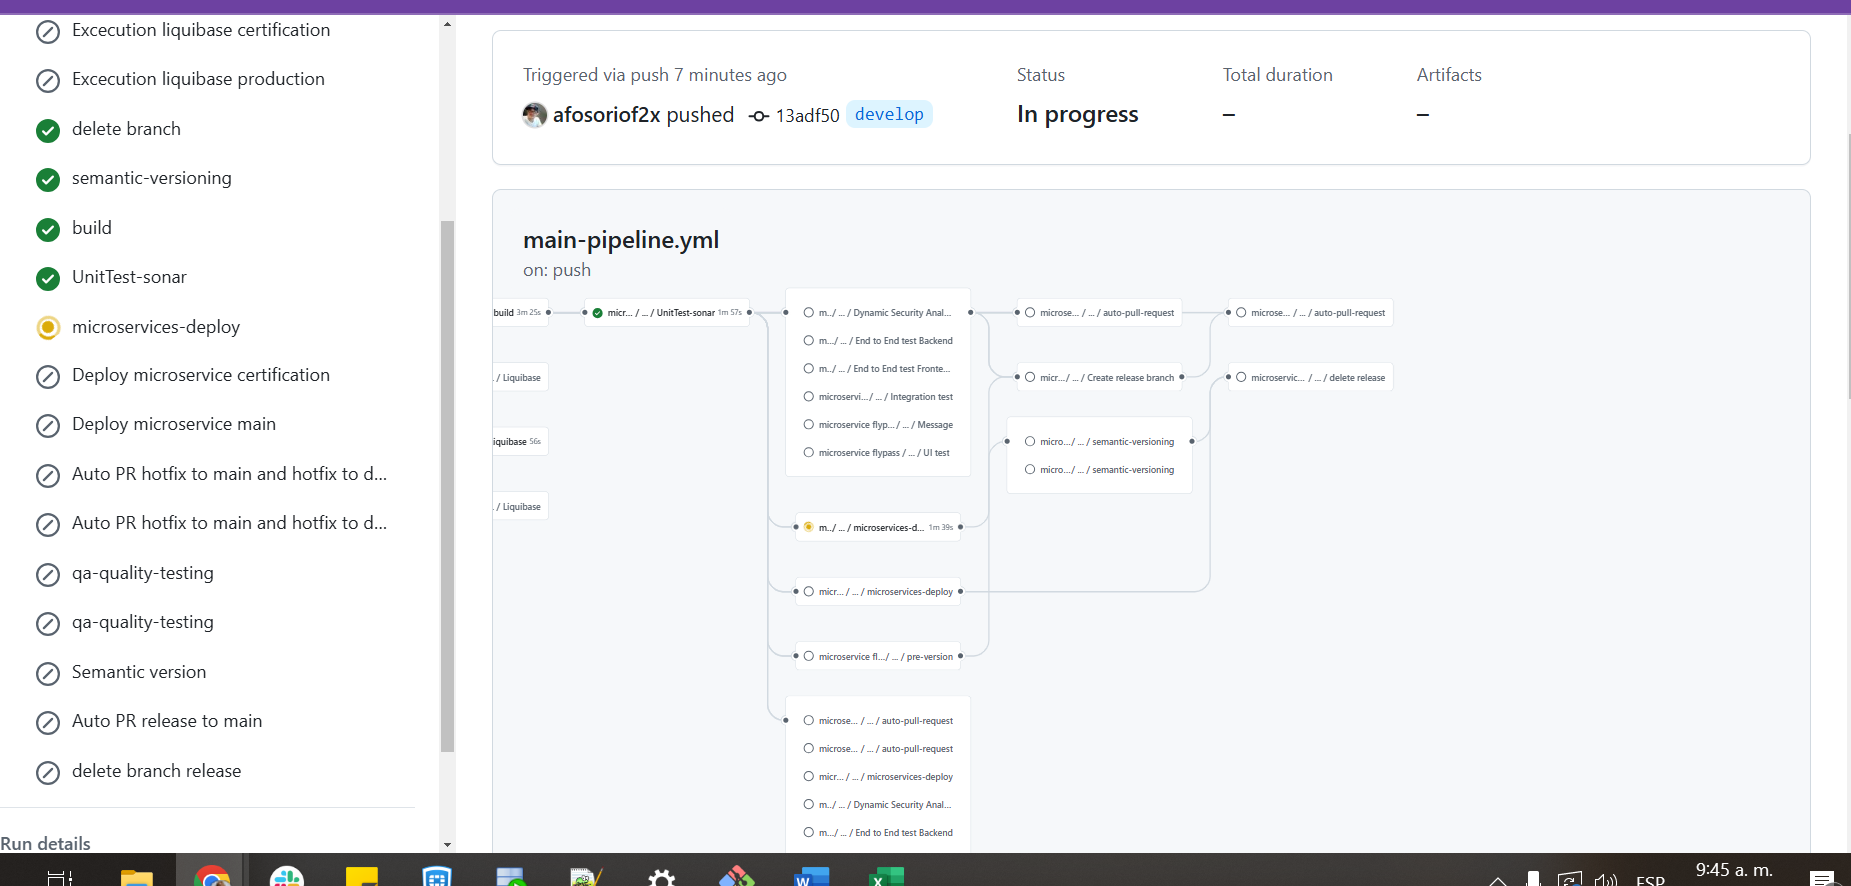 Excecution liquibase certification
Excecution liquibase production
delete branch
semantic-versioning
build
UnitTest-sonar
microservices-deploy
Deploy microservice certification
Deploy microservice main
Auto PR hotfix to main and hotfix to d...
Auto PR hotfix to main and hotfix to d...
qa-quality-testing
qa-quality-testing
Semantic version
Auto PR release to main
delete branch release
Run details
Triggered via push 7 minutes ago
afosoriof2x pushed 13adf50 develop
Status
In progress
Total duration
–
Artifacts
–
main-pipeline.yml
on: push
build 3m 25s
/ Liquibase
iquibase 56s
. / Liquibase
micr... / ... / UnitTest-sonar 1m 57s
m../ ... / Dynamic Security Anal...
m.../ ... / End to End test Backend
m../ ... / End to End test Fronte...
microservi.../ ... / Integration test
microservice flyp.../ ... / Message
microservice flypass / ... / UI test
m../ ... / microservices-d... 1m 39s
micr... / ... / microservices-deploy
microservice fl.../ ... / pre-version
microse... / ... / auto-pull-request
microse... / ... / auto-pull-request
micr... / ... / microservices-deploy
m../ ... / Dynamic Security Anal...
m.../ ... / End to End test Backend
microse... / ... / auto-pull-request
micr.../ ... / Create release branch
micro.../ ... / semantic-versioning
micro.../ ... / semantic-versioning
microse... / ... / auto-pull-request
microservic... / ... / delete release
ESP
9:45 a. m.